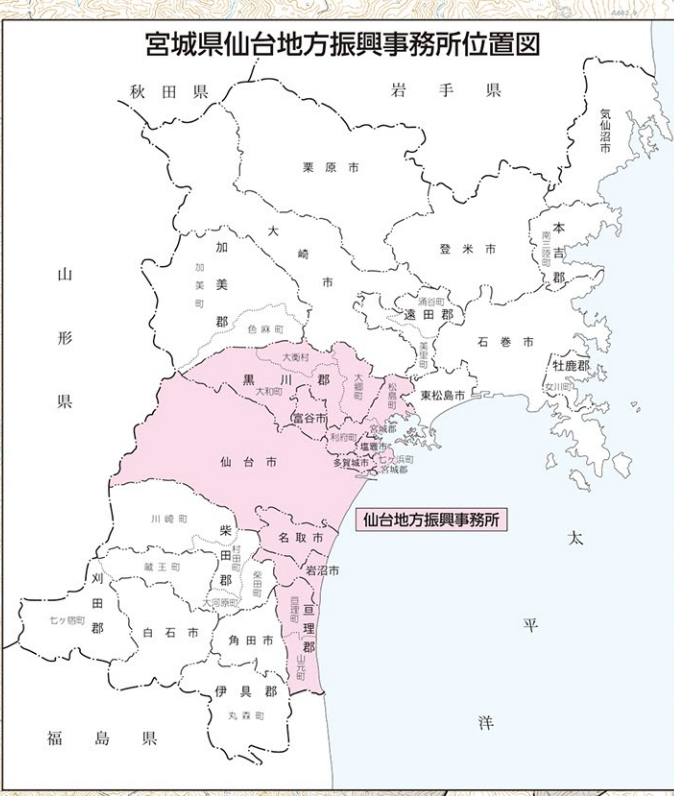 宮城県仙台地方振興事務所位置図
秋田県
岩手県
気仙沼市
栗原市
大崎市
登米市
本吉郡
南三陸町
山形県
加美郡
加美町
色麻町
涌谷町
遠田郡
美里町
石巻市
牡鹿郡
女川町
東松島市
大衡村
黒川郡
大和町
大郷町
松島町
富谷市
宮城郡
利府町
塩竈市
多賀城市
七ヶ浜町
宮城郡
仙台市
仙台地方振興事務所
川崎町
柴田郡
村田町
名取市
太平洋
蔵王町
柴田町
岩沼市
刈田郡
大河原町
亘理町
亘理郡
七ヶ宿町
白石市
角田市
山元町
伊具郡
丸森町
福島県